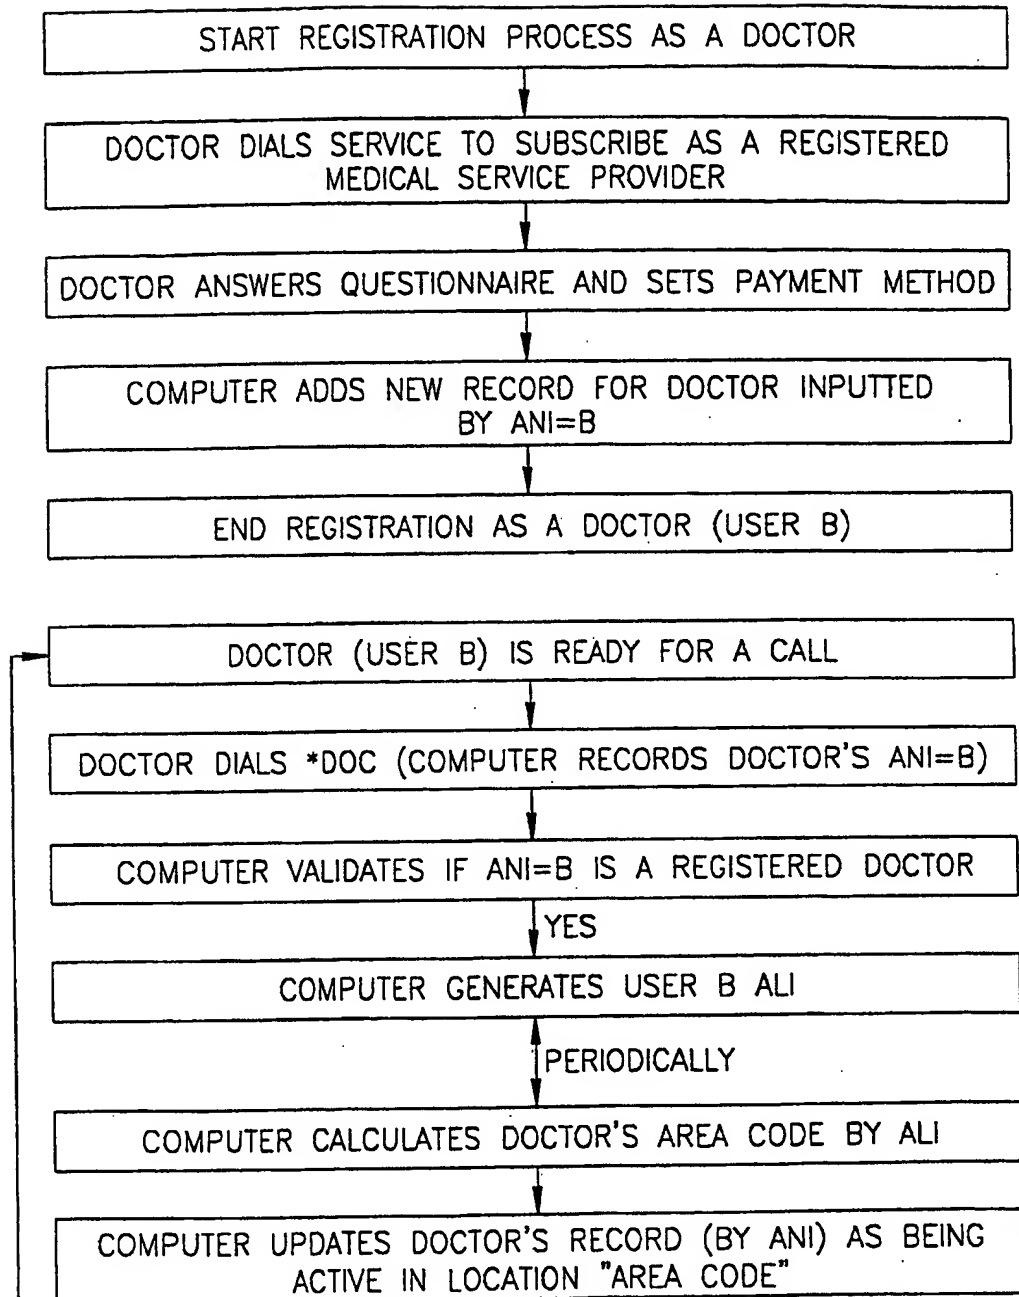 START REGISTRATION PROCESS AS A DOCTOR
DOCTOR DIALS SERVICE TO SUBSCRIBE AS A REGISTERED
MEDICAL SERVICE PROVIDER
DOCTOR ANSWERS QUESTIONNAIRE AND SETS PAYMENT METHOD
COMPUTER ADDS NEW RECORD FOR DOCTOR INPUTTED
BY ANI=B
END REGISTRATION AS A DOCTOR (USER B)
DOCTOR (USER B) IS READY FOR A CALL
DOCTOR DIALS *DOC (COMPUTER RECORDS DOCTOR'S ANI=B)
COMPUTER VALIDATES IF ANI=B IS A REGISTERED DOCTOR
YES
COMPUTER GENERATES USER B ALI
PERIODICALLY
COMPUTER CALCULATES DOCTOR'S AREA CODE BY ALI
COMPUTER UPDATES DOCTOR'S RECORD (BY ANI) AS BEING
ACTIVE IN LOCATION "AREA CODE"